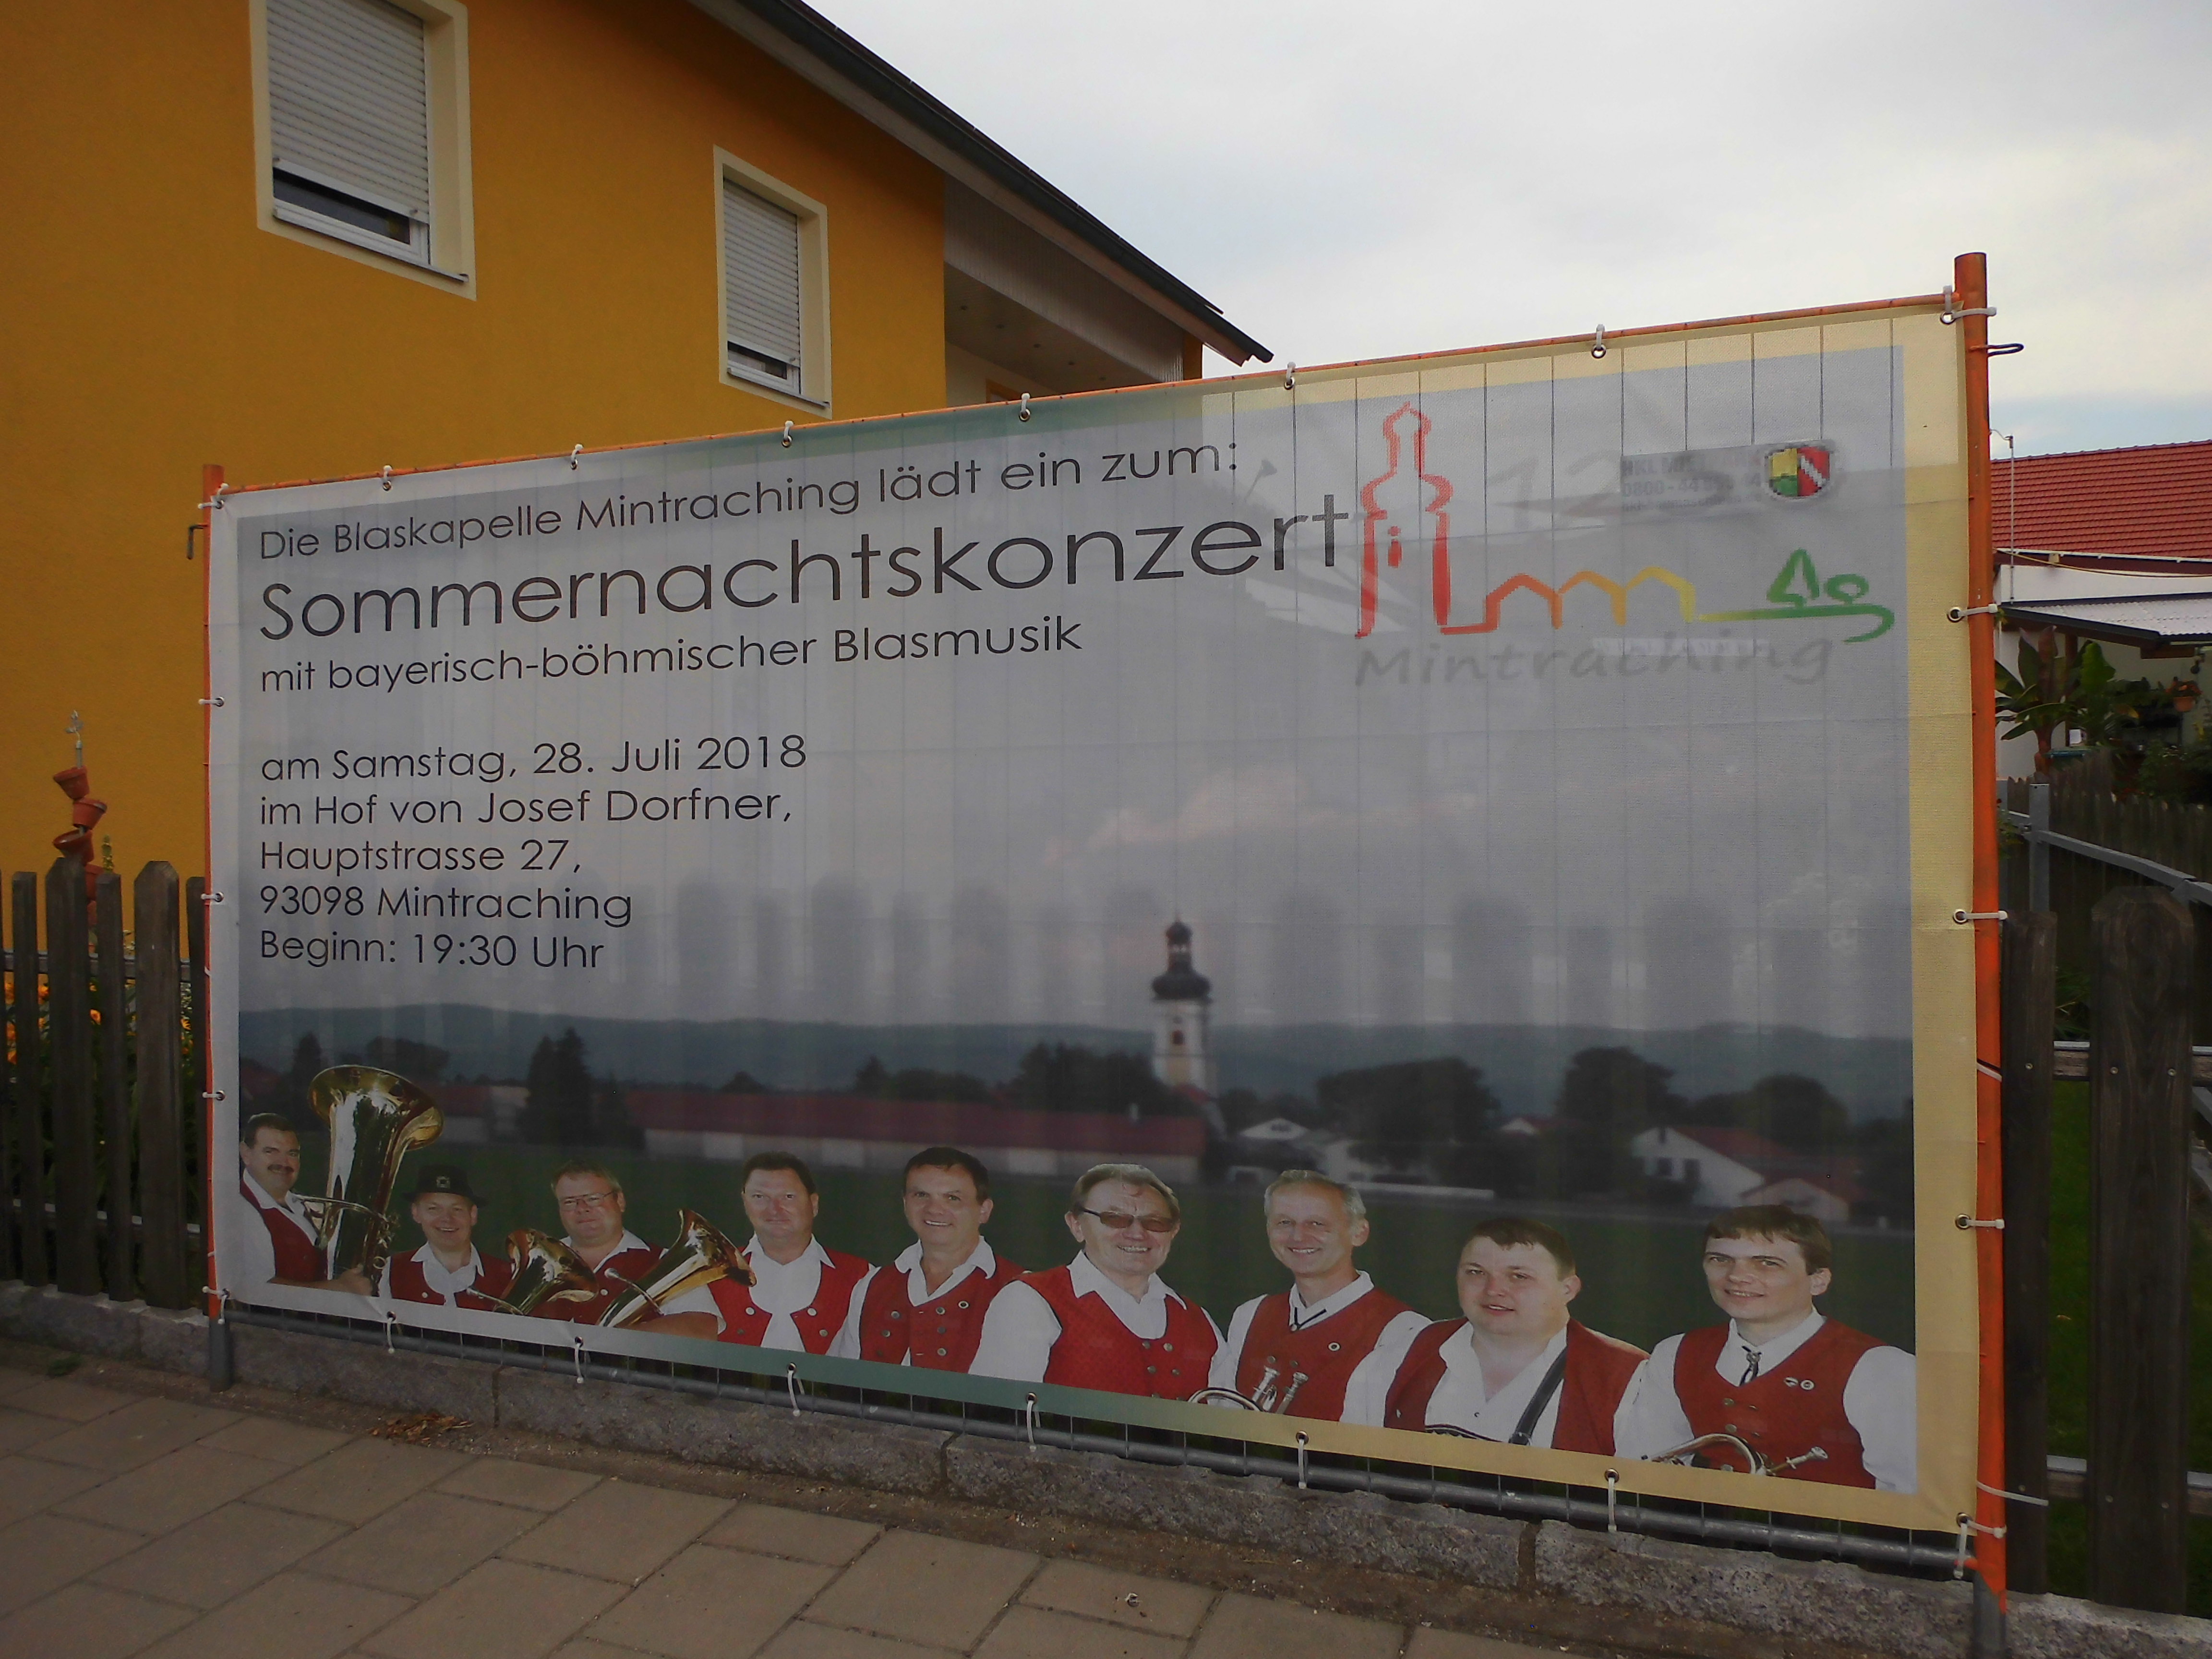 Die Blaskapelle Mintraching lädt ein zum:
Sommernachtskonzert
mit bayerisch-böhmischer Blasmusik
am Samstag, 28. Juli 2018
im Hof von Josef Dorfner,
Hauptstrasse 27,
93098 Mintraching
Beginn: 19:30 Uhr
Mintraching